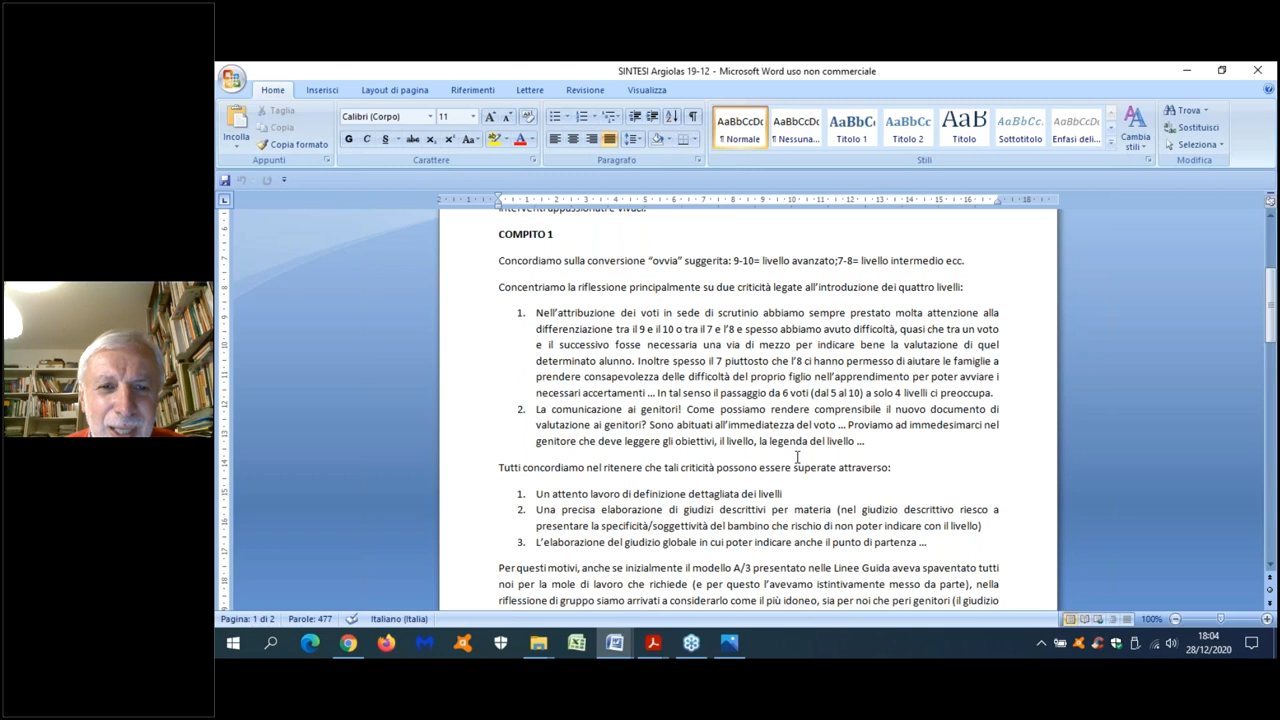 SINTESI Argiolas 19-12 - Microsoft Word uso non commerciale
Home Inserisci Layout di pagina Riferimenti Lettere Revisione Visualizza
Incolla
Taglia
Copia
Copia formato
Appunti
Calibri (Corpo) 11
G C S abc x₂ x² Aa
Carattere
Paragrafo
AaBbCcDc AaBbCcDc AaBbC AaBbCc AaB AaBbCc AaBbCcDc
¶ Normale ¶ Nessuna... Titolo 1 Titolo 2 Titolo Sottotitolo Enfasi deli...
Cambia stili
Stili
Trova
Sostituisci
Seleziona
Modifica
interventi appassionati e vivaci.
COMPITO 1
Concordiamo sulla conversione “ovvia” suggerita: 9-10= livello avanzato;7-8= livello intermedio ecc.
Concentriamo la riflessione principalmente su due criticità legate all’introduzione dei quattro livelli:
1. Nell’attribuzione dei voti in sede di scrutinio abbiamo sempre prestato molta attenzione alla
differenziazione tra il 9 e il 10 o tra il 7 e l’8 e spesso abbiamo avuto difficoltà, quasi che tra un voto
e il successivo fosse necessaria una via di mezzo per indicare bene la valutazione di quel
determinato alunno. Inoltre spesso il 7 piuttosto che l’8 ci hanno permesso di aiutare le famiglie a
prendere consapevolezza delle difficoltà del proprio figlio nell’apprendimento per poter avviare i
necessari accertamenti … In tal senso il passaggio da 6 voti (dal 5 al 10) a solo 4 livelli ci preoccupa.
2. La comunicazione ai genitori! Come possiamo rendere comprensibile il nuovo documento di
valutazione ai genitori? Sono abituati all’immediatezza del voto … Proviamo ad immedesimarci nel
genitore che deve leggere gli obiettivi, il livello, la legenda del livello …
Tutti concordiamo nel ritenere che tali criticità possono essere superate attraverso:
1. Un attento lavoro di definizione dettagliata dei livelli
2. Una precisa elaborazione di giudizi descrittivi per materia (nel giudizio descrittivo riesco a
presentare la specificità/soggettività del bambino che rischio di non poter indicare con il livello)
3. L’elaborazione del giudizio globale in cui poter indicare anche il punto di partenza …
Per questi motivi, anche se inizialmente il modello A/3 presentato nelle Linee Guida aveva spaventato tutti
noi per la mole di lavoro che richiede (e per questo l’avevamo istintivamente messo da parte), nella
riflessione di gruppo siamo arrivati a considerarlo come il più idoneo, sia per noi che peri genitori (il giudizio
Pagina: 1 di 2 Parole: 477 Italiano (Italia) 100%
18:04
28/12/2020